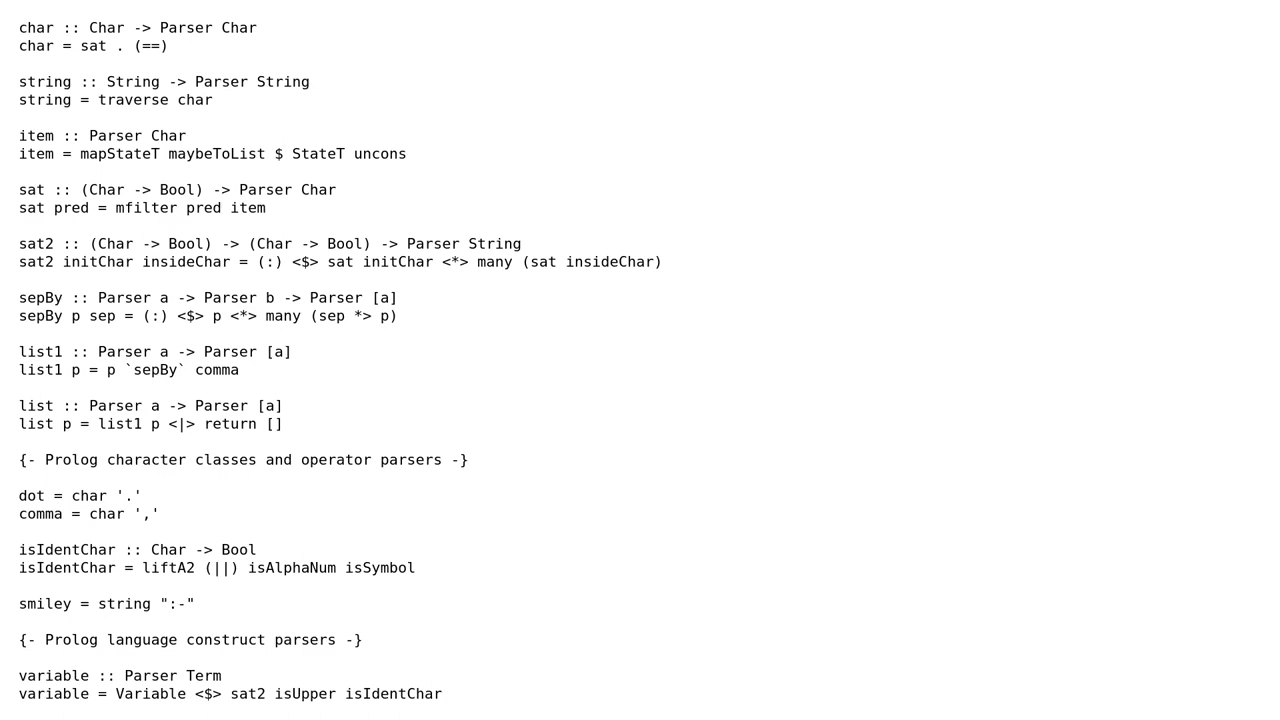 char :: Char -> Parser Char
char = sat . (==)
string :: String -> Parser String
string = traverse char
item :: Parser Char
item = mapStateT maybeToList $ StateT uncons
sat :: (Char -> Bool) -> Parser Char
sat pred = mfilter pred item
sat2 :: (Char -> Bool) -> (Char -> Bool) -> Parser String
sat2 initChar insideChar = (:) <$> sat initChar <*> many (sat insideChar)
sepBy :: Parser a -> Parser b -> Parser [a]
sepBy p sep = (:) <$> p <*> many (sep *> p)
list1 :: Parser a -> Parser [a]
list1 p = p `sepBy` comma
list :: Parser a -> Parser [a]
list p = list1 p <|> return []
{- Prolog character classes and operator parsers -}
dot = char '.'
comma = char ','
isIdentChar :: Char -> Bool
isIdentChar = liftA2 (||) isAlphaNum isSymbol
smiley = string ":-"
{- Prolog language construct parsers -}
variable :: Parser Term
variable = Variable <$> sat2 isUpper isIdentChar